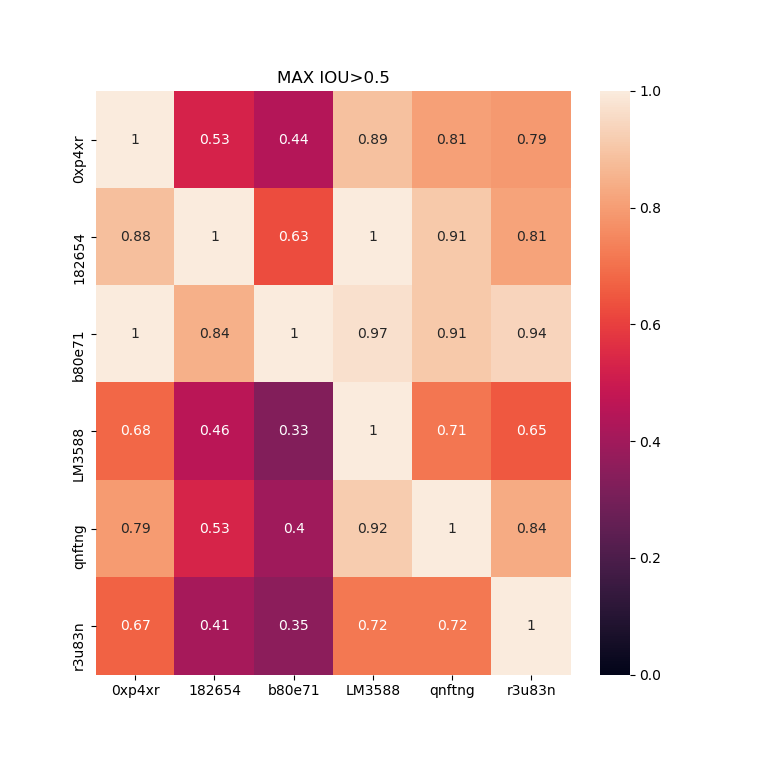 MAX IOU>0.5
0xp4xr 1 0.53 0.44 0.89 0.81 0.79
182654 0.88 1 0.63 1 0.91 0.81
b80e71 1 0.84 1 0.97 0.91 0.94
LM3588 0.68 0.46 0.33 1 0.71 0.65
qnftng 0.79 0.53 0.4 0.92 1 0.84
r3u83n 0.67 0.41 0.35 0.72 0.72 1
0xp4xr 182654 b80e71 LM3588 qnftng r3u83n
1.0
0.8
0.6
0.4
0.2
0.0